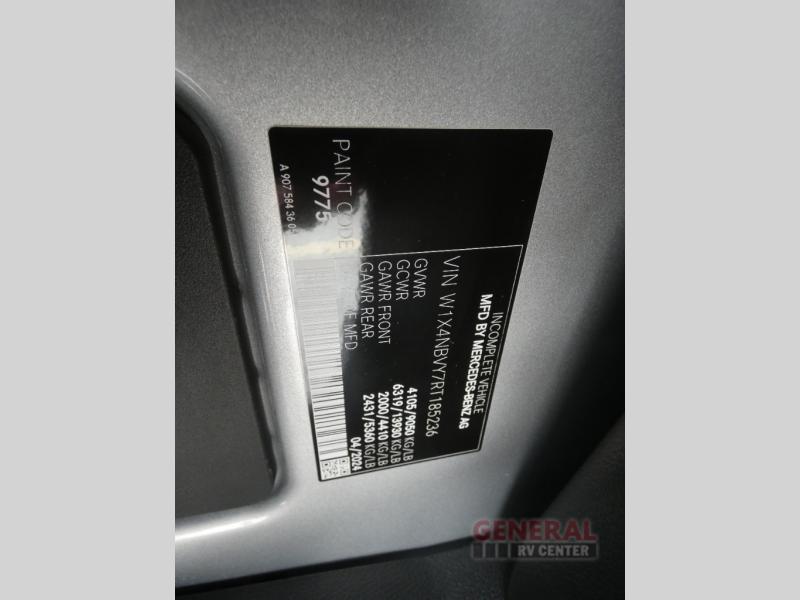 INCOMPLETE VEHICLE
MFD BY MERCEDES-BENZ AG
VIN W1X4NBVY7RT185236
GVWR 4105/9050 KG/LB
GCWR 6319/13930 KG/LB
GAWR FRONT 2000/4410 KG/LB
GAWR REAR 2431/5360 KG/LB
MFD 04/2024
PAINT CODE
9775
A 907 584 36 0
GENERAL
RV CENTER